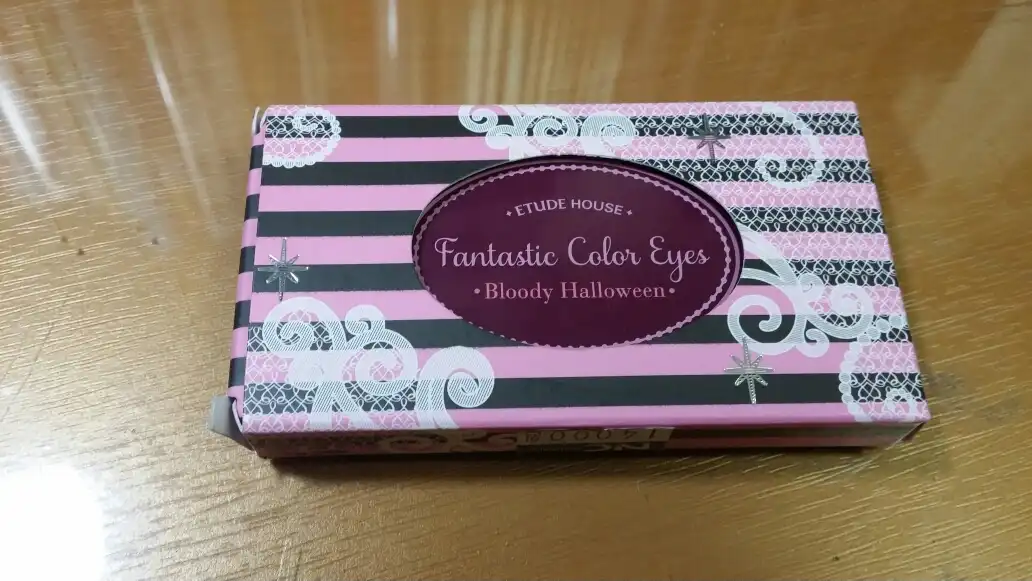 ETUDE HOUSE
Fantastic Color Eyes
• Bloody Halloween •